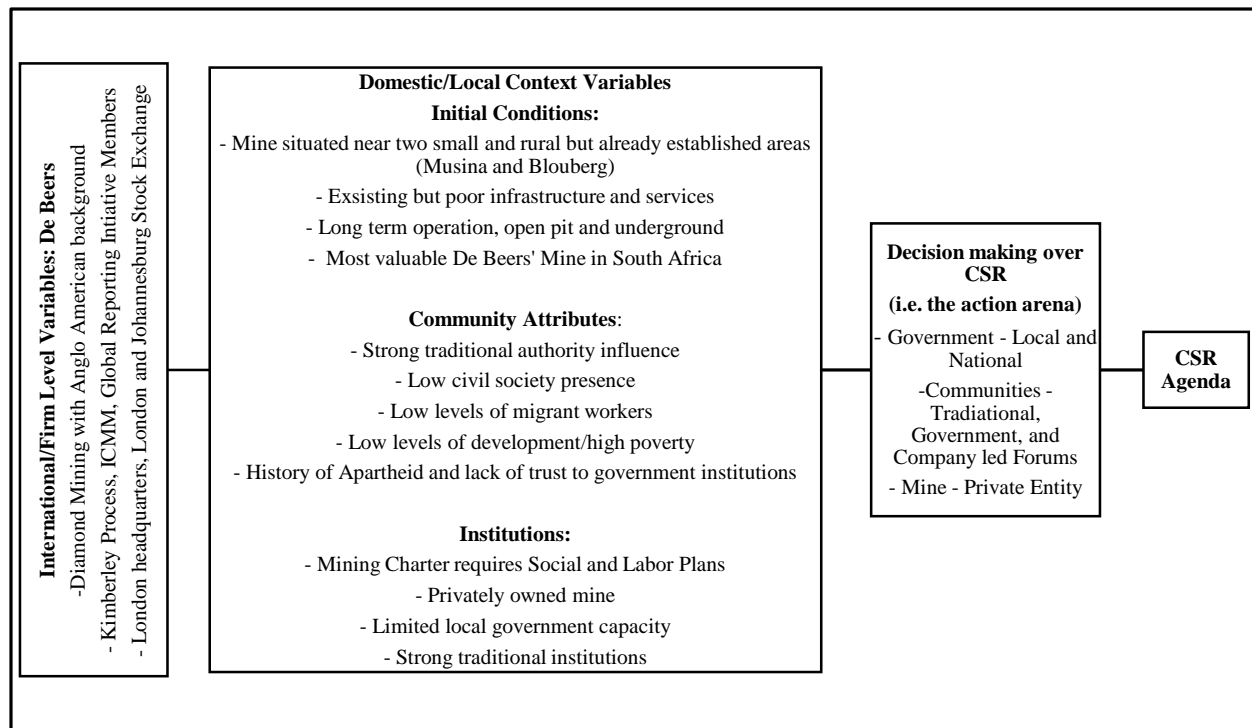 International/Firm Level Variables: De Beers
-Diamond Mining with Anglo American background
- Kimberley Process, ICMM, Global Reporting Intiative Members
- London headquarters, London and Johannesburg Stock Exchange
Domestic/Local Context Variables
Initial Conditions:
- Mine situated near two small and rural but already established areas
(Musina and Blouberg)
- Exsisting but poor infrastructure and services
- Long term operation, open pit and underground
- Most valuable De Beers' Mine in South Africa
Community Attributes:
- Strong traditional authority influence
- Low civil society presence
- Low levels of migrant workers
- Low levels of development/high poverty
- History of Apartheid and lack of trust to government institutions
Institutions:
- Mining Charter requires Social and Labor Plans
- Privately owned mine
- Limited local government capacity
- Strong traditional institutions
Decision making over
CSR
(i.e. the action arena)
- Government - Local and
National
-Communities -
Tradiational,
Government, and
Company led Forums
- Mine - Private Entity
CSR
Agenda